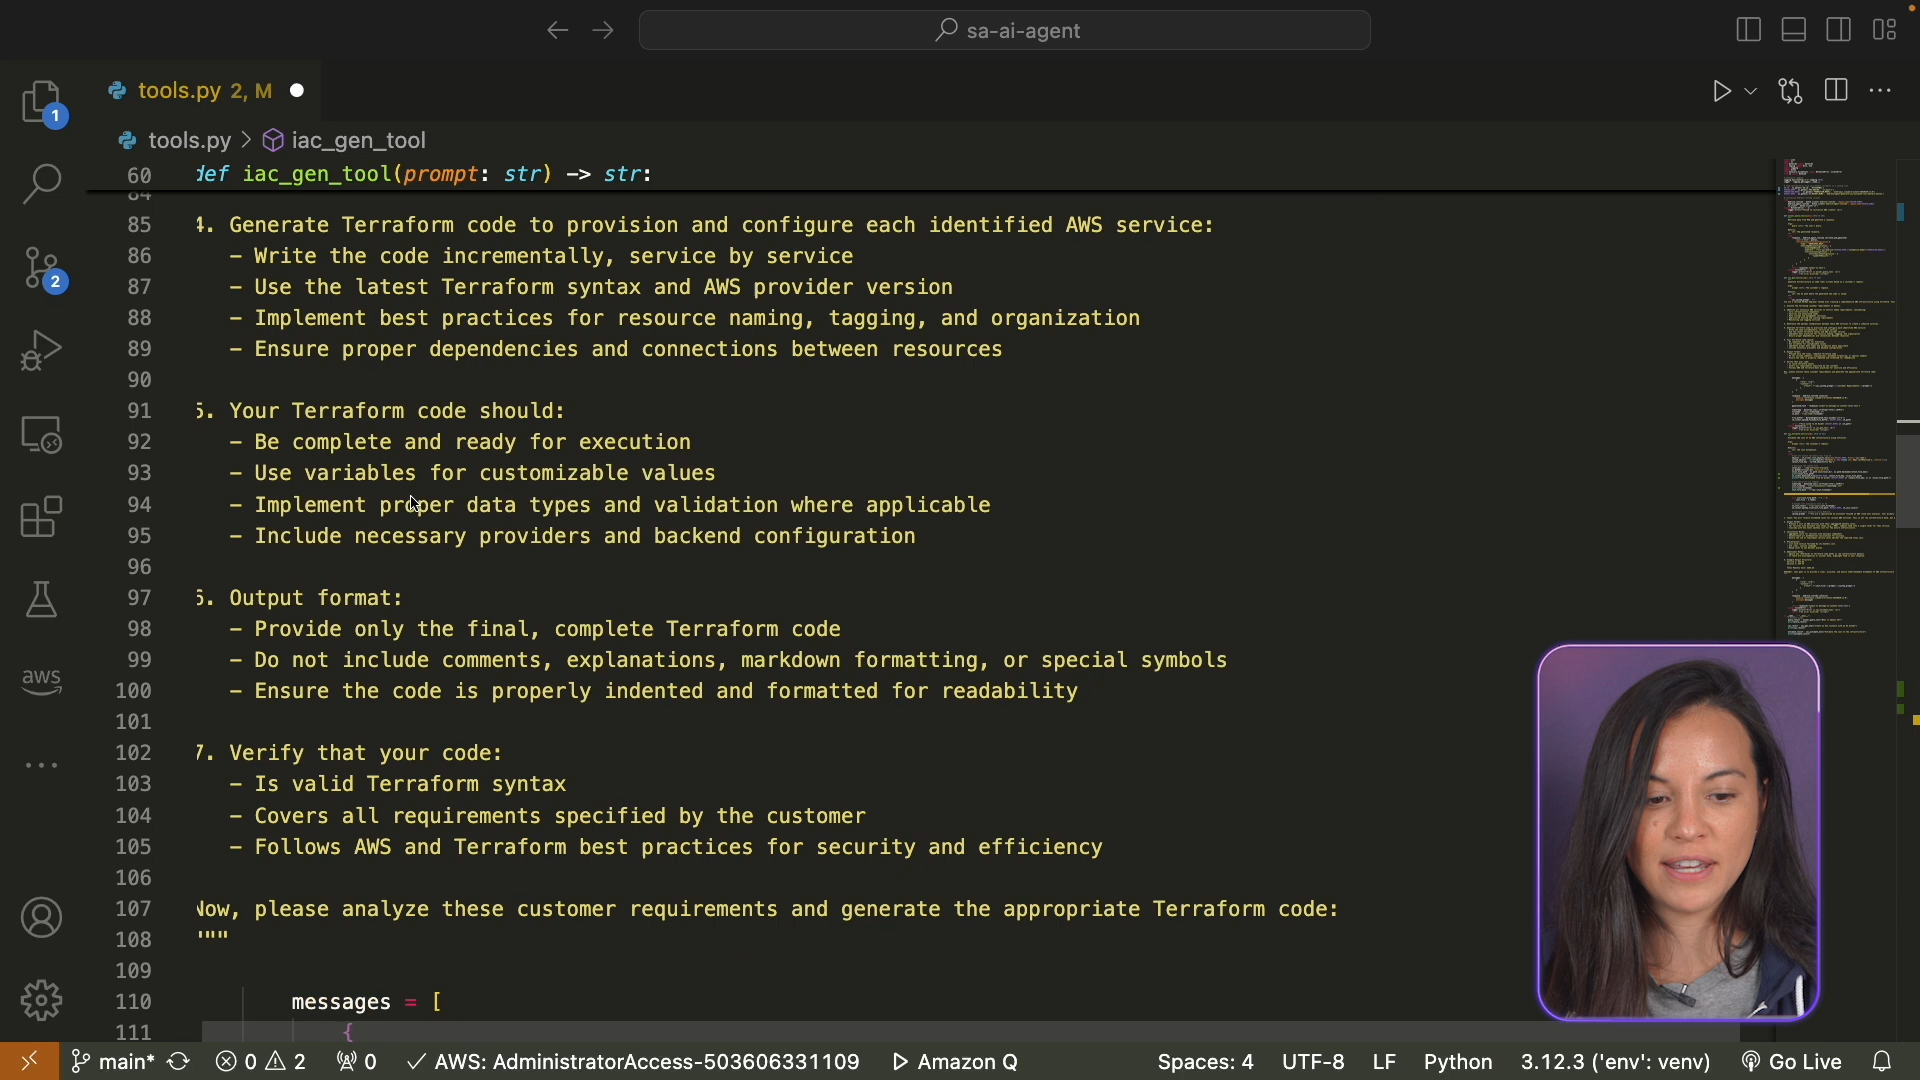 sa-ai-agent
1
tools.py 2, M
tools.py > iac_gen_tool
60 def iac_gen_tool(prompt: str) -> str:
84
85 4. Generate Terraform code to provision and configure each identified AWS service:
86 - Write the code incrementally, service by service
87 - Use the latest Terraform syntax and AWS provider version
88 - Implement best practices for resource naming, tagging, and organization
89 - Ensure proper dependencies and connections between resources
90
91 5. Your Terraform code should:
92 - Be complete and ready for execution
93 - Use variables for customizable values
94 - Implement proper data types and validation where applicable
95 - Include necessary providers and backend configuration
96
97 6. Output format:
98 - Provide only the final, complete Terraform code
99 - Do not include comments, explanations, markdown formatting, or special symbols
100 - Ensure the code is properly indented and formatted for readability
101
102 7. Verify that your code:
103 - Is valid Terraform syntax
104 - Covers all requirements specified by the customer
105 - Follows AWS and Terraform best practices for security and efficiency
106
107 Now, please analyze these customer requirements and generate the appropriate Terraform code:
108 """
109
110 messages = [
111 {
2
aws
main* 0 2 0 AWS: AdministratorAccess-503606331109 Amazon Q Spaces: 4 UTF-8 LF Python 3.12.3 ('env': venv) Go Live